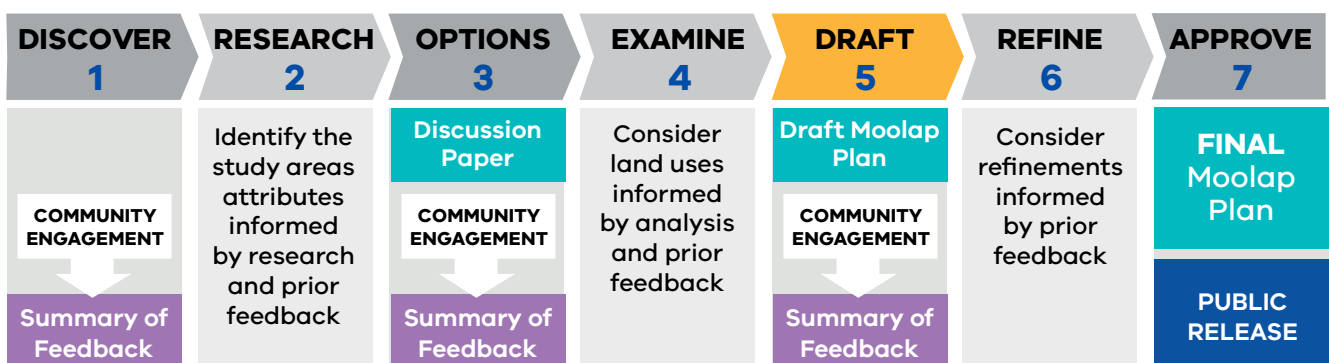 DISCOVER
1
COMMUNITY
ENGAGEMENT
Summary of
Feedback
RESEARCH
2
Identify the
study areas
attributes
informed
by research
and prior
feedback
OPTIONS
3
Discussion
Paper
COMMUNITY
ENGAGEMENT
Summary of
Feedback
EXAMINE
4
Consider
land uses
informed
by analysis
and prior
feedback
DRAFT
5
Draft Moolap
Plan
COMMUNITY
ENGAGEMENT
Summary of
Feedback
REFINE
6
Consider
refinements
informed
by prior
feedback
APPROVE
7
FINAL
Moolap
Plan
PUBLIC
RELEASE